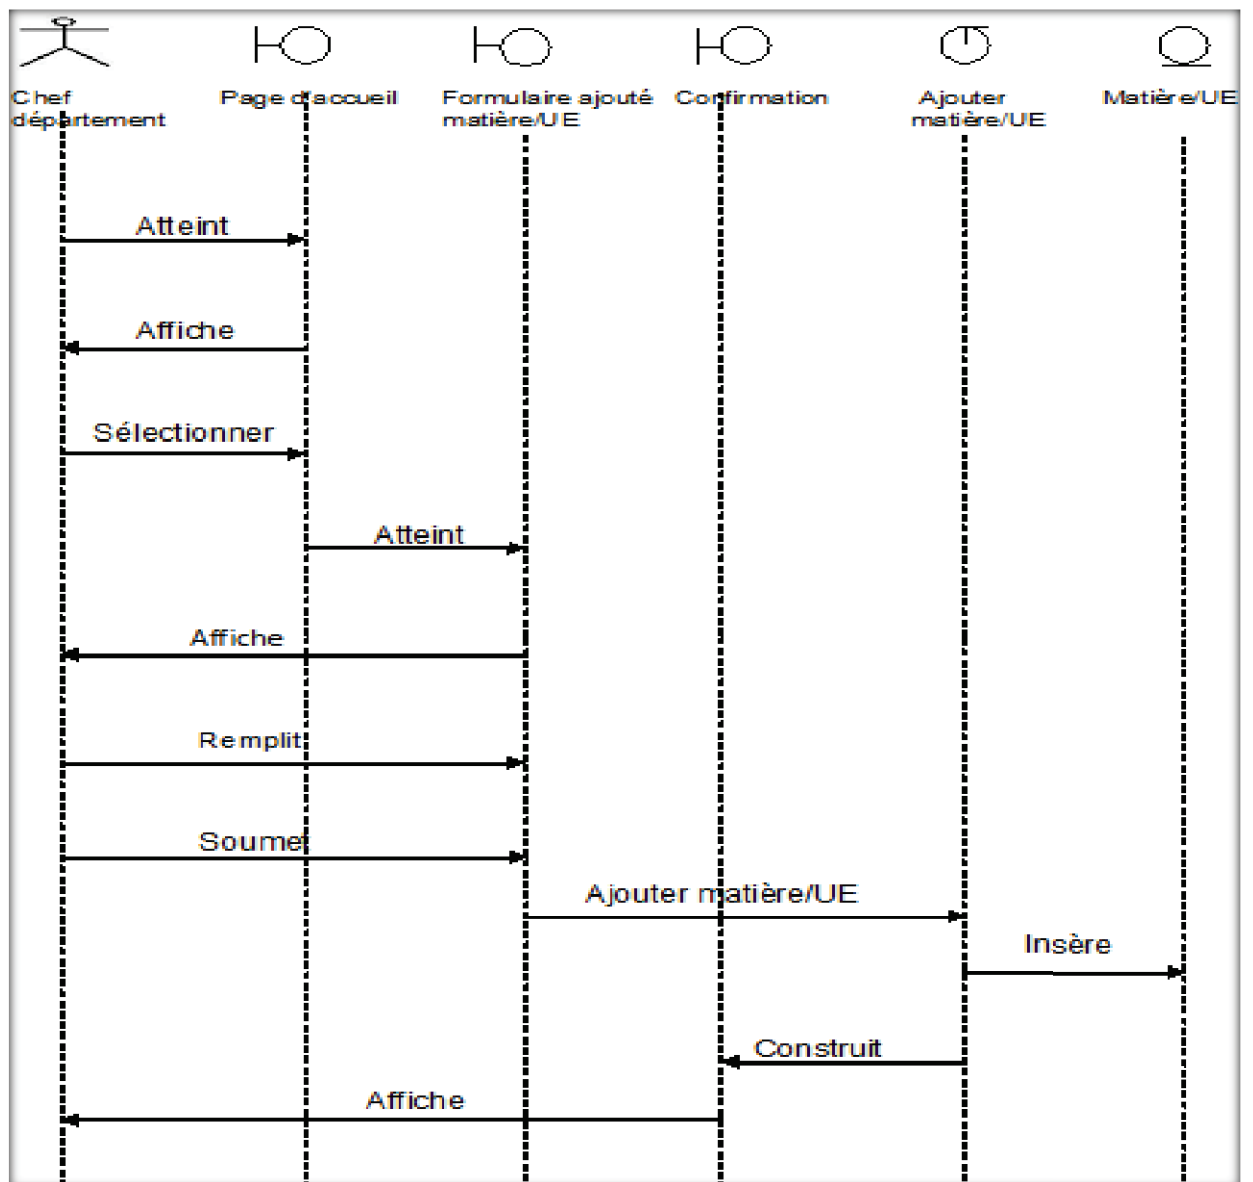 Chef
département
Page d'accueil
Formulaire ajouté
matière/UE
Confirmation
Ajouter
matière/UE
Matière/UE
Atteint
Affiche
Sélectionner
Atteint
Affiche
Remplit
Soumet
Ajouter matière/UE
Insère
Construit
Affiche